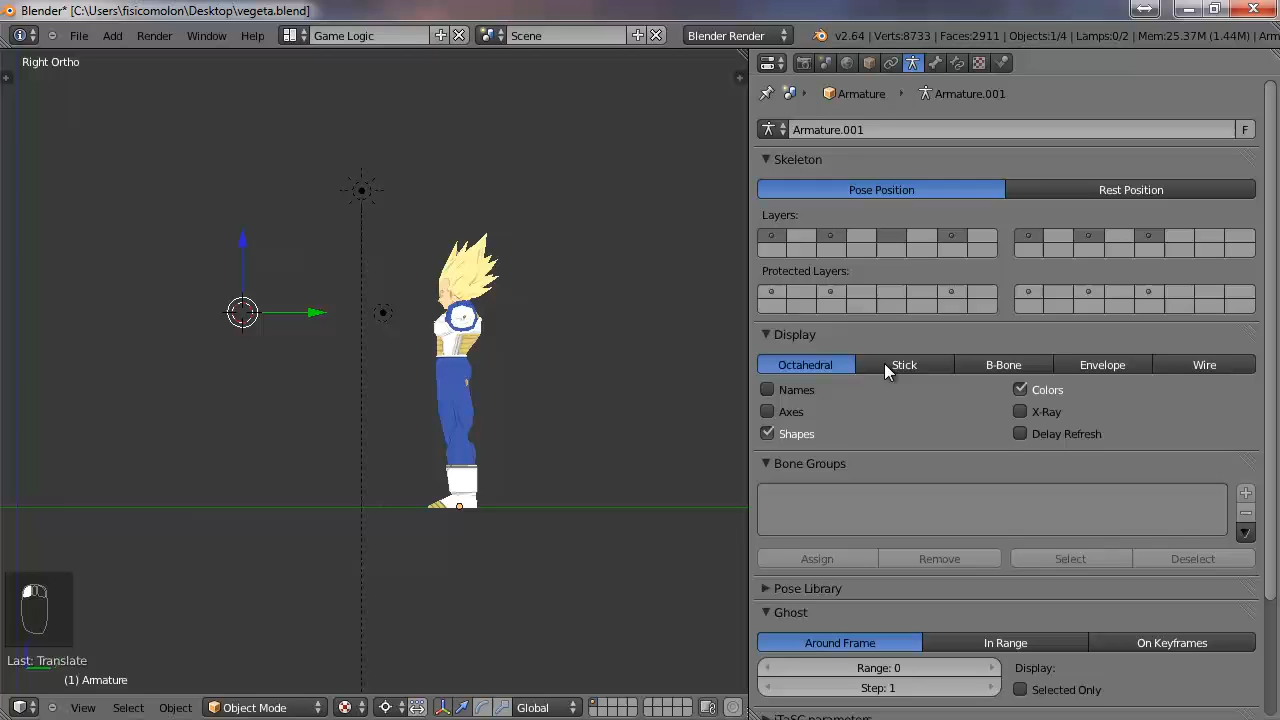 Blender* [C:\Users\fisicomolon\Desktop\vegeta.blend]
File Add Render Window Help Game Logic Scene Blender Render v2.64 | Verts:8733 | Faces:2911 | Objects:1/4 | Lamps:0/2 | Mem:25.37M (1.44M) | Arm
Right Ortho
Armature Armature.001
Armature.001 F
Skeleton
Pose Position Rest Position
Layers:
Protected Layers:
Display
Octahedral Stick B-Bone Envelope Wire
Names Colors
Axes X-Ray
Shapes Delay Refresh
Bone Groups
Assign Remove Select Deselect
Pose Library
Ghost
Around Frame In Range On Keyframes
Range: 0 Display:
Step: 1 Selected Only
iTaSC parameters
Last: Translate
(1) Armature
View Select Object Object Mode Global